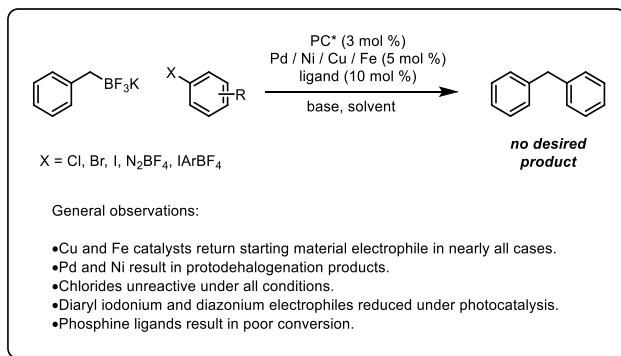 PC* (3 mol %)
Pd / Ni / Cu / Fe (5 mol %)
ligand (10 mol %)
base, solvent
BF₃K
X
R
no desired
product
X = Cl, Br, I, N₂BF₄, IArBF₄
General observations:
•Cu and Fe catalysts return starting material electrophile in nearly all cases.
•Pd and Ni result in protodehalogenation products.
•Chlorides unreactive under all conditions.
•Diaryl iodonium and diazonium electrophiles reduced under photocatalysis.
•Phosphine ligands result in poor conversion.